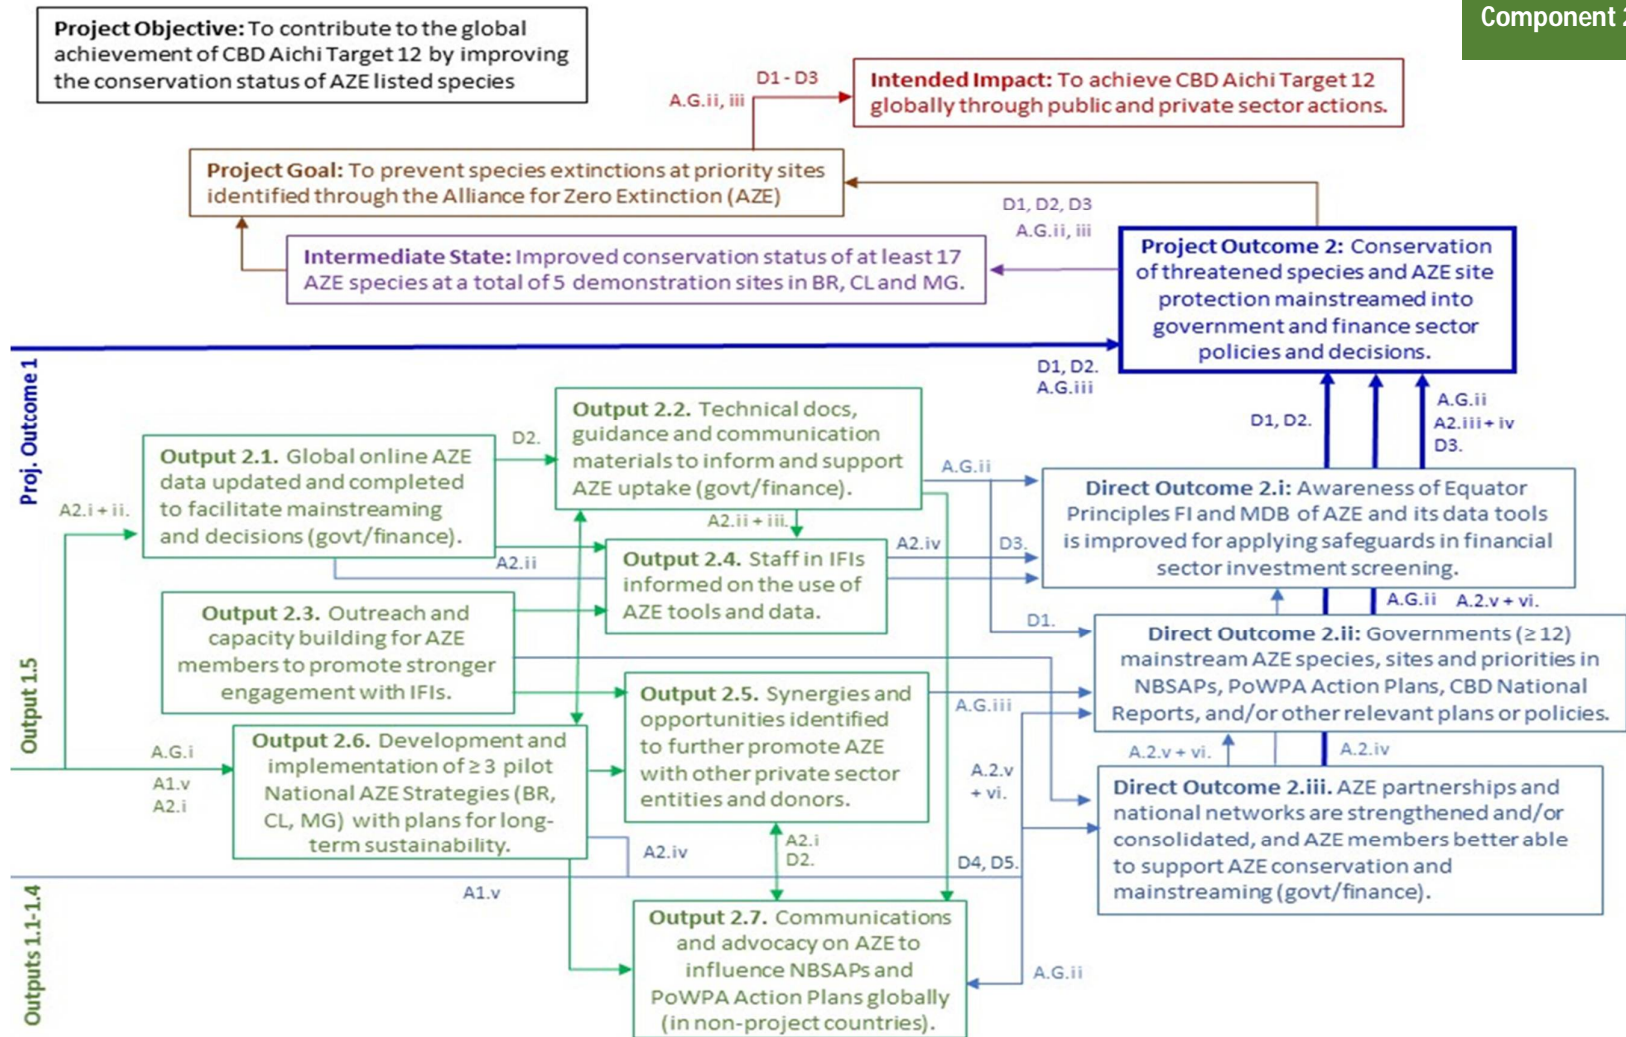 Component 2
Project Objective: To contribute to the global
achievement of CBD Aichi Target 12 by improving
the conservation status of AZE listed species
D1 - D3
A.G.ii, iii
Intended Impact: To achieve CBD Aichi Target 12
globally through public and private sector actions.
Project Goal: To prevent species extinctions at priority sites
identified through the Alliance for Zero Extinction (AZE)
D1, D2, D3
A.G.ii, iii
Intermediate State: Improved conservation status of at least 17
AZE species at a total of 5 demonstration sites in BR, CL and MG.
Project Outcome 2: Conservation
of threatened species and AZE site
protection mainstreamed into
government and finance sector
policies and decisions.
Proj. Outcome 1
D1, D2.
A.G.iii
D1, D2.
A.G.ii
A2.iii+ iv
D3.
Output 2.2. Technical docs,
guidance and communication
materials to inform and support
AZE uptake (govt/finance).
D2.
Output 2.1. Global online AZE
data updated and completed
to facilitate mainstreaming
and decisions (govt/finance).
A2.i + ii.
A.G.ii
A2.ii + iii.
Direct Outcome 2.i: Awareness of Equator
Principles FI and MDB of AZE and its data tools
is improved for applying safeguards in financial
sector investment screening.
A2.ii
Output 2.4. Staff in IFIs
informed on the use of
AZE tools and data.
A2.iv
D3.
Output 2.3. Outreach and
capacity building for AZE
members to promote stronger
engagement with IFIs.
A.G.ii
A.2.v + vi.
D1.
Direct Outcome 2.ii: Governments (≥ 12)
mainstream AZE species, sites and priorities in
NBSAPs, PoWPA Action Plans, CBD National
Reports, and/or other relevant plans or policies.
Output 1.5
Output 2.5. Synergies and
opportunities identified
to further promote AZE
with other private sector
entities and donors.
A.G.iii
A.G.i
A1.v
A2.i
Output 2.6. Development and
implementation of ≥ 3 pilot
National AZE Strategies (BR,
CL, MG) with plans for long-
term sustainability.
A.2.v
+ vi.
A.2.v + vi.
A.2.iv
Direct Outcome 2.iii. AZE partnerships and
national networks are strengthened and/or
consolidated, and AZE members better able
to support AZE conservation and
mainstreaming (govt/finance).
A2.iv
A2.i
D2.
D4, D5.
A1.v
Outputs 1.1-1.4
Output 2.7. Communications
and advocacy on AZE to
influence NBSAPs and
PoWPA Action Plans globally
(in non-project countries).
A.G.ii